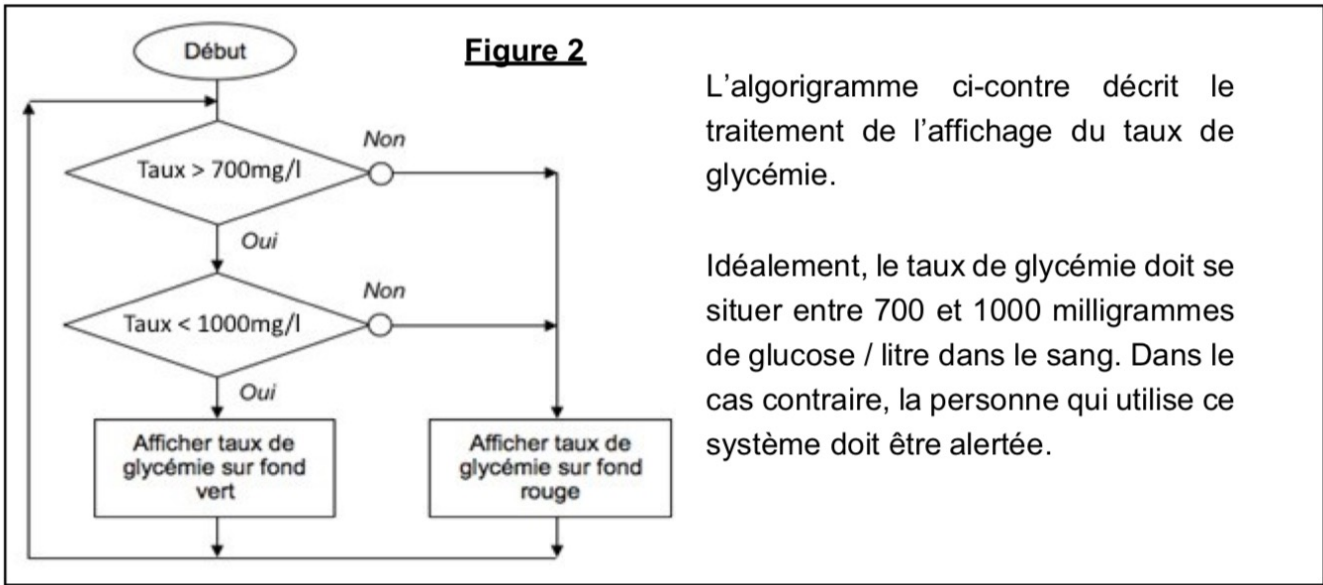 Début
Figure 2
Taux > 700mg/l
Non
Oui
Taux < 1000mg/l
Non
Oui
Afficher taux de
glycémie sur fond
vert
Afficher taux de
glycémie sur fond
rouge
L'algorigramme ci-contre décrit le
traitement de l'affichage du taux de
glycémie.
Idéalement, le taux de glycémie doit se
situer entre 700 et 1000 milligrammes
de glucose / litre dans le sang. Dans le
cas contraire, la personne qui utilise ce
système doit être alertée.